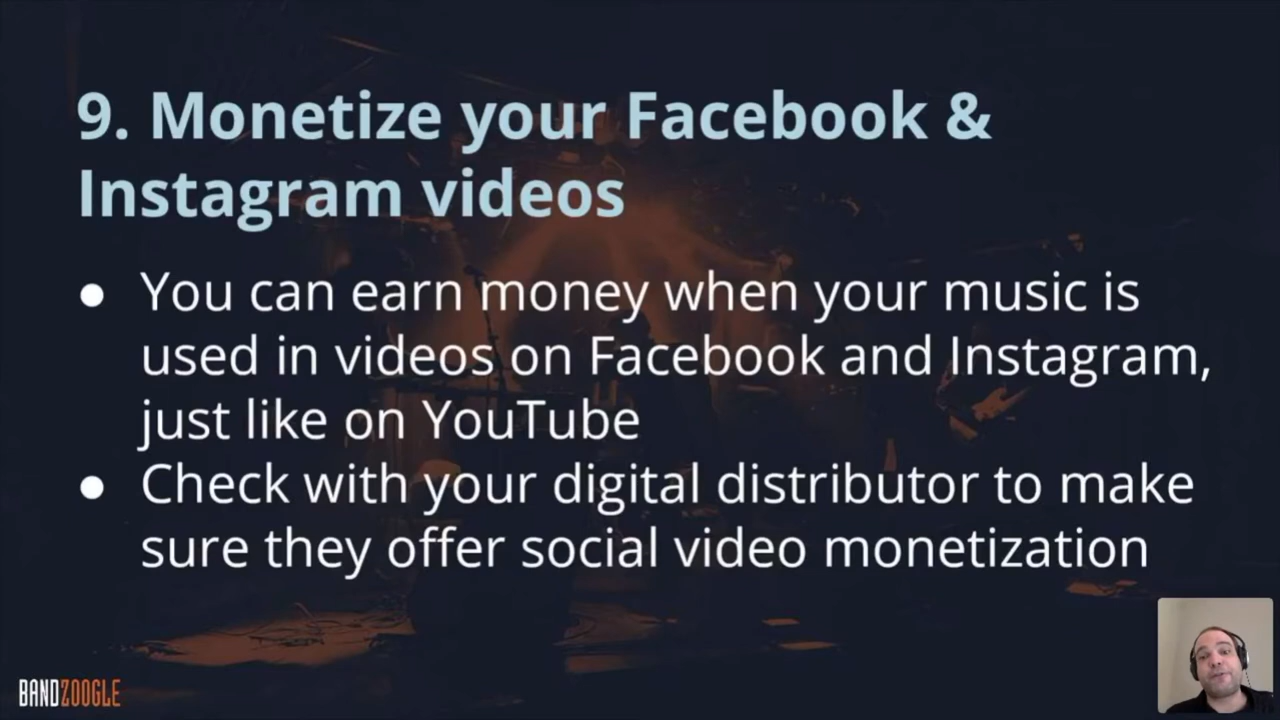 9. Monetize your Facebook &
Instagram videos
● You can earn money when your music is
used in videos on Facebook and Instagram,
just like on YouTube
● Check with your digital distributor to make
sure they offer social video monetization
BANDZOOGLE